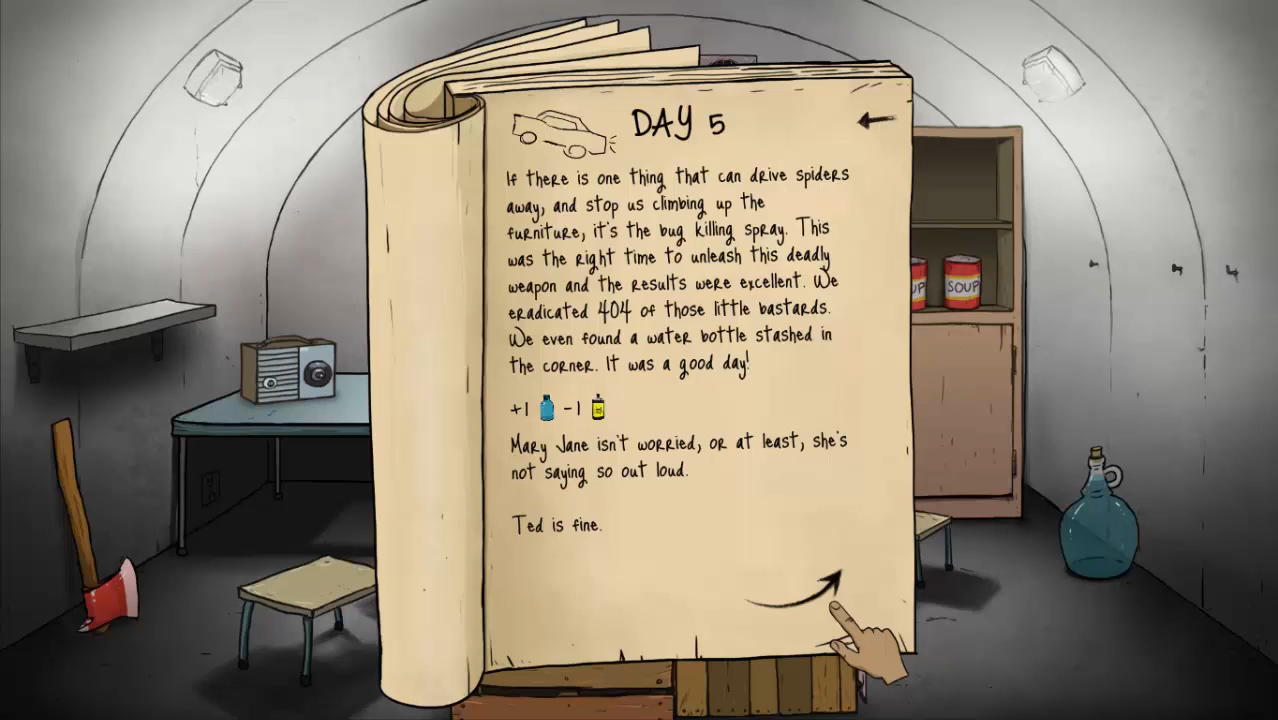 DAY 5
If there is one thing that can drive spiders
away, and stop us climbing up the
furniture, it's the bug killing spray. This
was the right time to unleash this deadly
weapon and the results were excellent. We
eradicated 404 of those little bastards.
We even found a water bottle stashed in
the corner. It was a good day!
+1 -1
Mary Jane isn't worried, or at least, she's
not saying so out loud.
Ted is fine.
UP
SOUP